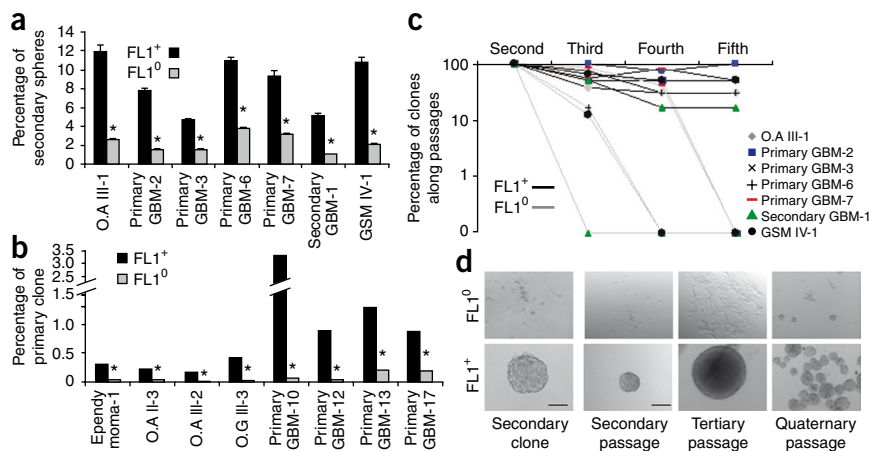 a
Percentage of
secondary spheres
14
12
10
8
6
4
2
0
FL1+
FL10
*
*
*
*
*
*
*
O.A III-1
Primary
GBM-2
Primary
GBM-3
Primary
GBM-6
Primary
GBM-7
Secondary
GBM-1
GSM IV-1
b
Percentage of
primary clone
3.5
3.0
2.5
1.5
1.0
0.5
0
FL1+
FL10
*
*
*
*
*
*
*
*
Ependy
moma-1
O.A II-3
O.A III-2
O.G III-3
Primary
GBM-10
Primary
GBM-12
Primary
GBM-13
Primary
GBM-17
c
Second Third Fourth Fifth
Percentage of clones
along passages
100
10
1
0
FL1+
FL10
O.A III-1
Primary GBM-2
Primary GBM-3
Primary GBM-6
Primary GBM-7
Secondary GBM-1
GSM IV-1
d
FL10
FL1+
Secondary
clone
Secondary
passage
Tertiary
passage
Quaternary
passage